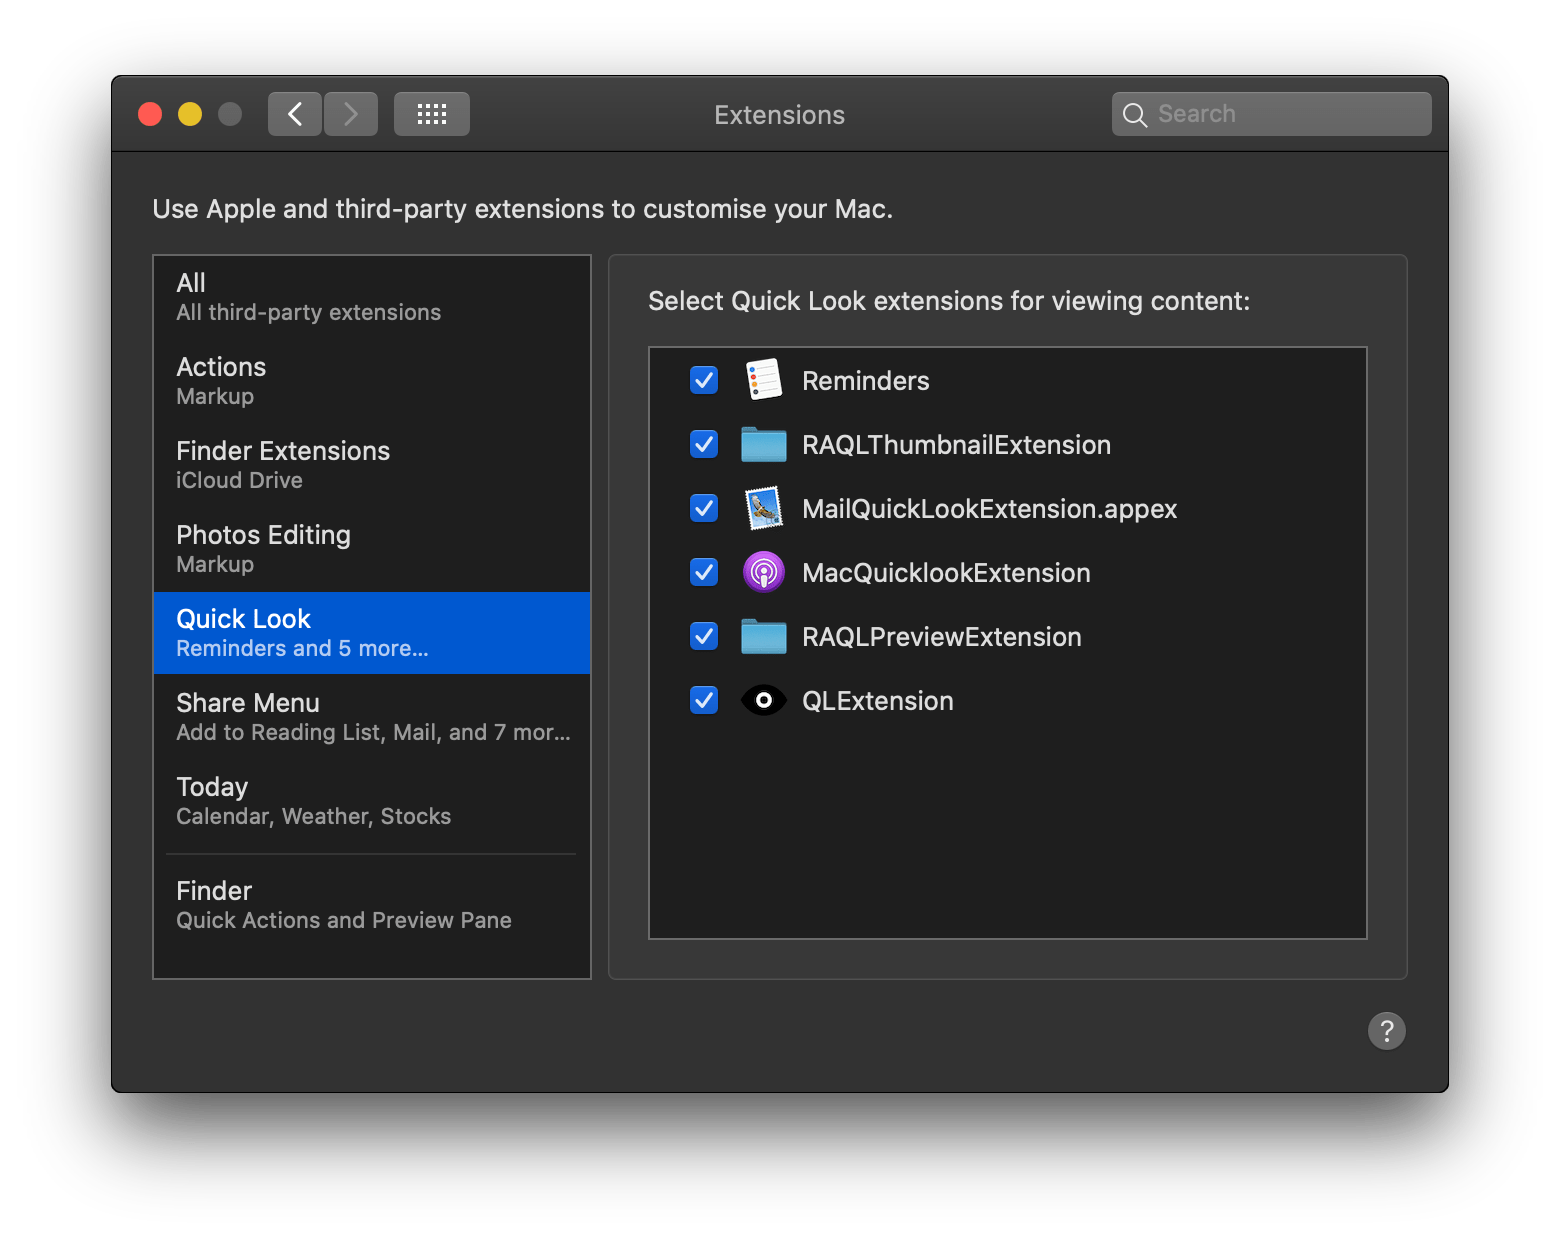 Extensions
Search
Use Apple and third-party extensions to customise your Mac.
All
All third-party extensions
Actions
Markup
Finder Extensions
iCloud Drive
Photos Editing
Markup
Quick Look
Reminders and 5 more...
Share Menu
Add to Reading List, Mail, and 7 mor...
Today
Calendar, Weather, Stocks
Finder
Quick Actions and Preview Pane
Select Quick Look extensions for viewing content:
Reminders
RAQLThumbnailExtension
MailQuickLookExtension.appex
MacQuicklookExtension
RAQLPreviewExtension
QLExtension
?